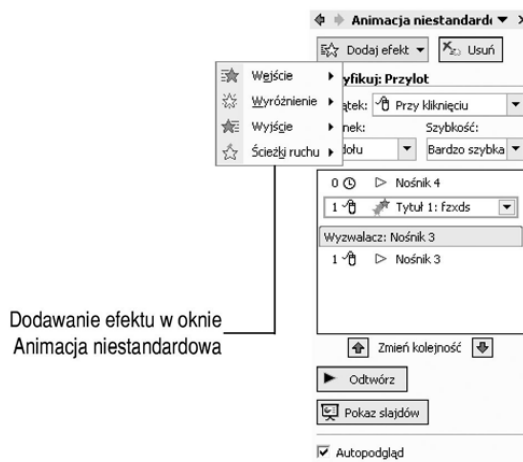 Animacja niestandardo
Dodaj efekt
Usuń
Wejście
Wyróżnienie
Wyjście
Ścieżki ruchu
yfikuj: Przylot
ątek: Przy kliknięciu
nek:
Szybkość:
dołu
Bardzo szybka
0 Nośnik 4
1 Tytuł 1: fzxds
Wyzwalacz: Nośnik 3
1 Nośnik 3
Dodawanie efektu w oknie
Animacja niestandardowa
Zmień kolejność
Odtwórz
Pokaz slajdów
Autopodgląd